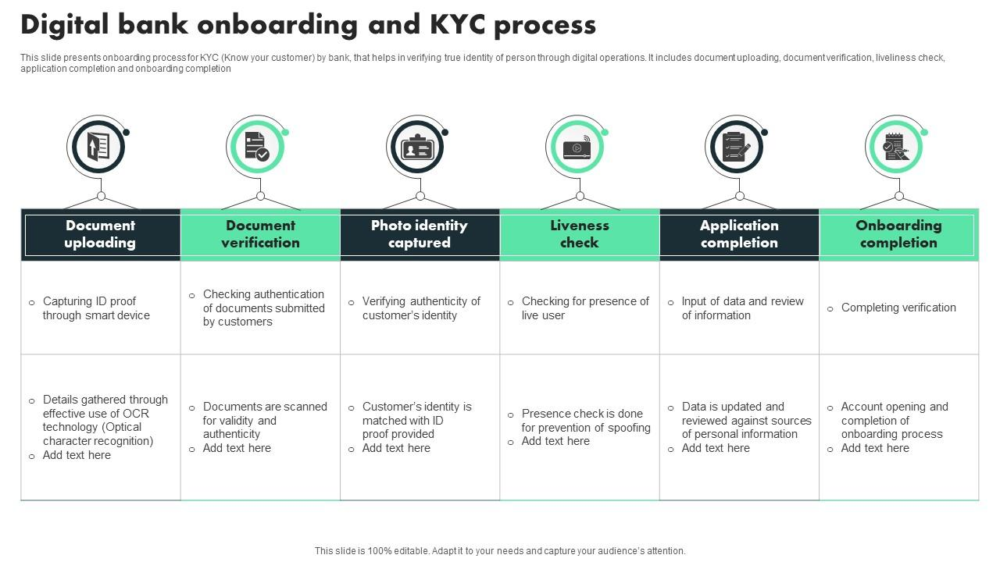 Digital bank onboarding and KYC process
This slide presents onboarding process for KYC (Know your customer) by bank, that helps in verifying true identity of person through digital operations. It includes document uploading, document verification, liveliness check,
application completion and onboarding completion
Document
uploading
Document
verification
Photo identity
captured
Liveness
check
Application
completion
Onboarding
completion
Capturing ID proof
through smart device
Checking authentication
of documents submitted
by customers
Verifying authenticity of
customer's identity
Checking for presence of
live user
Input of data and review
of information
Completing verification
Details gathered through
effective use of OCR
technology (Optical
character recognition)
Add text here
Documents are scanned
for validity and
authenticity
Add text here
Customer's identity is
matched with ID
proof provided
Add text here
Presence check is done
for prevention of spoofing
Add text here
Data is updated and
reviewed against sources
of personal information
Add text here
Account opening and
completion of
onboarding process
Add text here
This slide is 100% editable. Adapt it to your needs and capture your audience's attention.